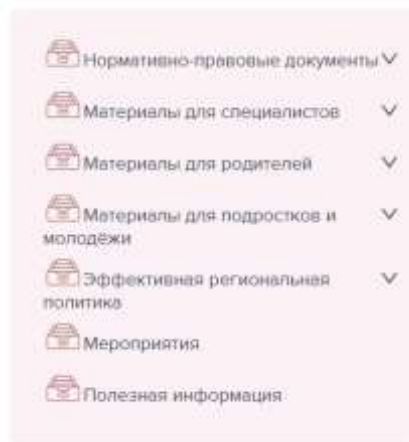 Нормативно-правовые документы
Материалы для специалистов
Материалы для родителей
Материалы для подростков и
молодёжи
Эффективная региональная
политика
Мероприятия
Полезная информация